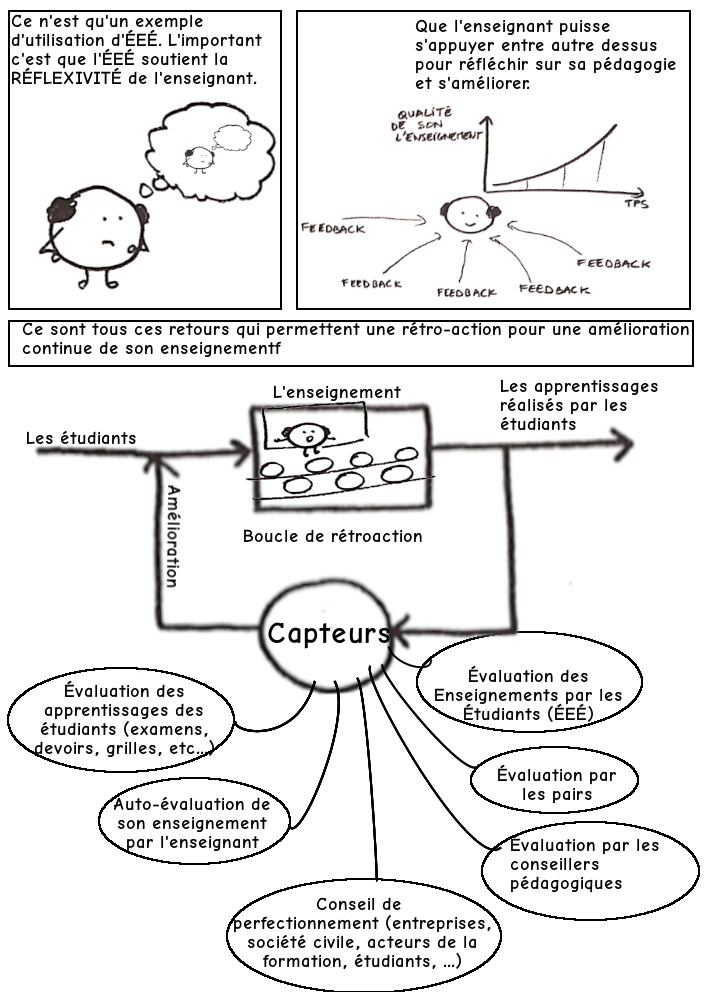 Ce n'est qu'un exemple
d'utilisation d'ÉEÉ. L'important
c'est que l'ÉEÉ soutient la
RÉFLEXIVITÉ de l'enseignant.
Que l'enseignant puisse
s'appuyer entre autre dessus
pour réfléchir sur sa pédagogie
et s'améliorer.
QUALITÉ
DE SON
L'ENSEIGNEMENT
TPS
FEEDBACK
FEEDBACK
FEEDBACK
FEEDBACK
FEEDBACK
Ce sont tous ces retours qui permettent une rétro-action pour une amélioration
continue de son enseignementf
L'enseignement
Les apprentissages
réalisés par les
étudiants
Les étudiants
Amélioration
Boucle de rétroaction
Capteurs
Évaluation des
Enseignements par les
Étudiants (ÉEÉ)
Évaluation des
apprentissages des
étudiants (examens,
devoirs, grilles, etc...)
Évaluation par
les pairs
Auto-évaluation de
son enseignement
par l'enseignant
Évaluation par les
conseillers
pédagogiques
Conseil de
perfectionnement (entreprises,
société civile, acteurs de la
formation, étudiants, ...)